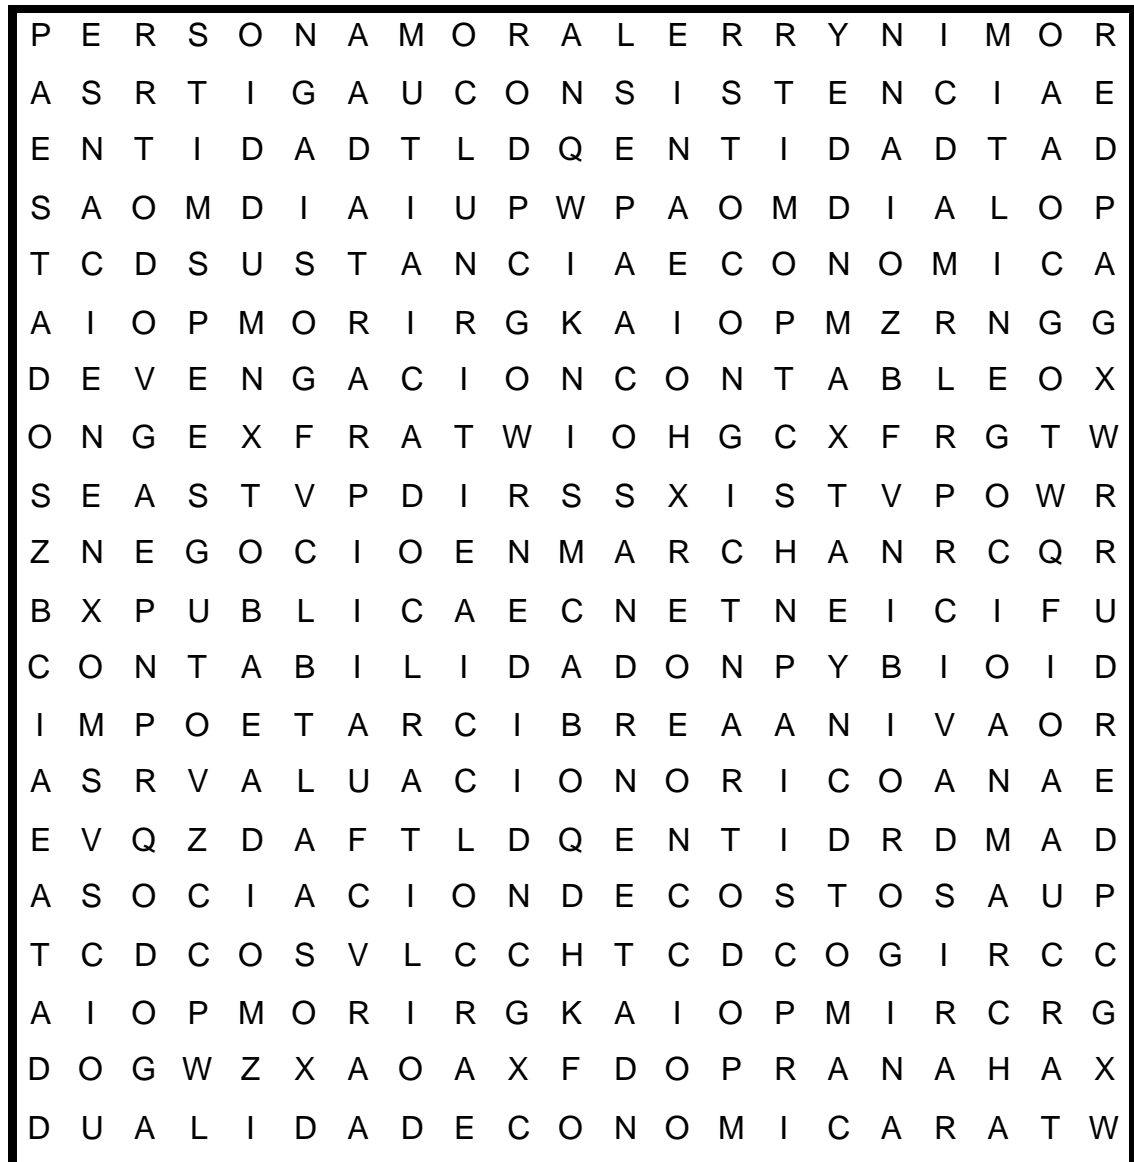 P E R S O N A M O R A L E R R Y N I M O R
A S R T I G A U C O N S I S T E N C I A E
E N T I D A D T L D Q E N T I D A D T A D
S A O M D I A I U P W P A O M D I A L O P
T C D S U S T A N C I A E C O N O M I C A
A I O P M O R I R G K A I O P M Z R N G G
D E V E N G A C I O N C O N T A B L E O X
O N G E X F R A T W I O H G C X F R G T W
S E A S T V P D I R S S X I S T V P O W R
Z N E G O C I O E N M A R C H A N R C Q R
B X P U B L I C A E C N E T N E I C I F U
C O N T A B I L I D A D O N P Y B I O I D
I M P O E T A R C I B R E A A N I V A O R
A S R V A L U A C I O N O R I C O A N A E
E V Q Z D A F T L D Q E N T I D R D M A D
A S O C I A C I O N D E C O S T O S A U P
T C D C O S V L C C H T C D C O G I R C C
A I O P M O R I R G K A I O P M I R C R G
D O G W Z X A O A X F D O P R A N A H A X
D U A L I D A D E C O N O M I C A R A T W